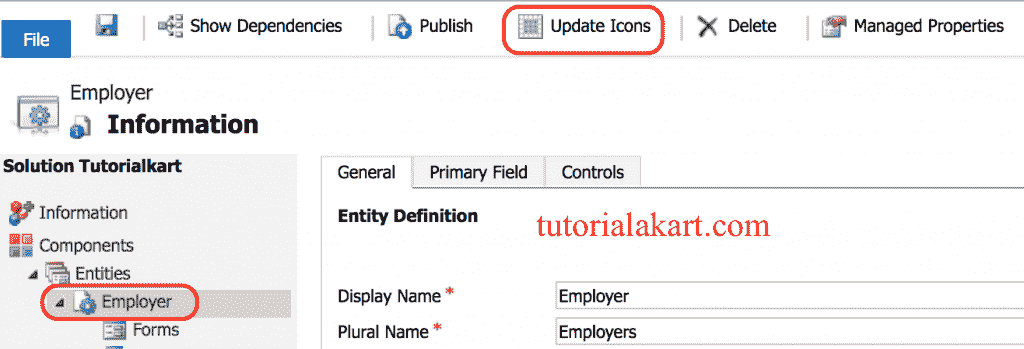 File Show Dependencies Publish Update Icons Delete Managed Properties
Employer
Information
Solution Tutorialkart
Information
Components
Entities
Employer
Forms
General Primary Field Controls
Entity Definition
tutorialakart.com
Display Name * Employer
Plural Name * Employers